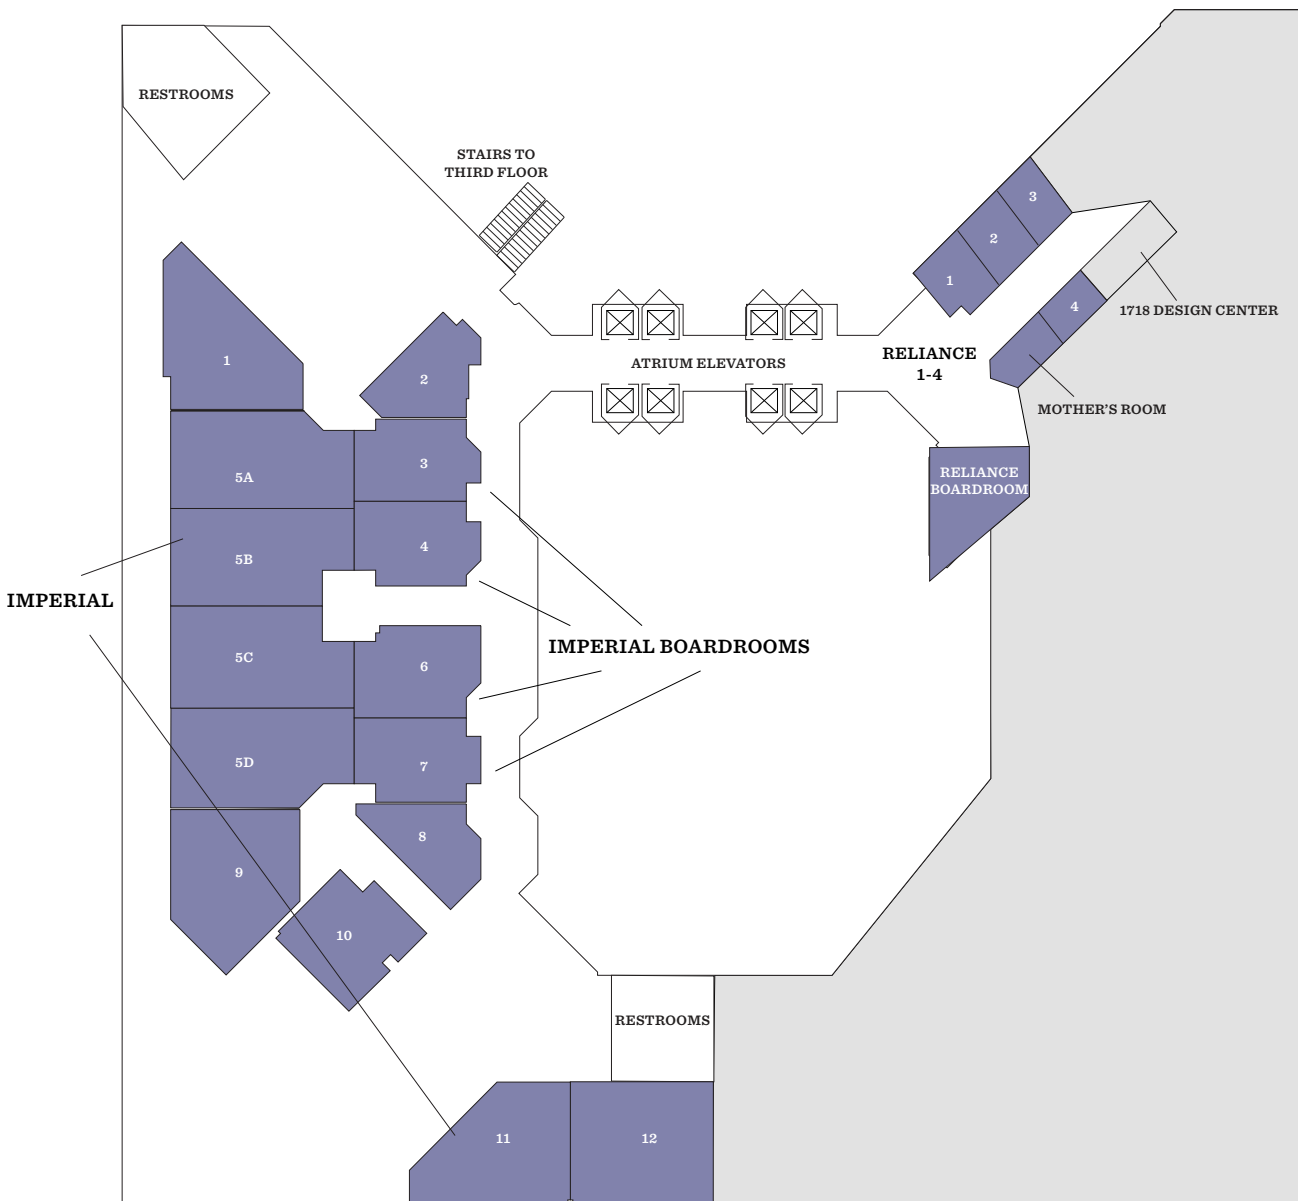 RESTROOMS
STAIRS TO
THIRD FLOOR
3
2
1
1718 DESIGN CENTER
4
ATRIUM ELEVATORS
RELIANCE
1-4
MOTHER'S ROOM
RELIANCE
BOARDROOM
1
2
3
5A
4
5B
IMPERIAL
IMPERIAL BOARDROOMS
5C
6
5D
7
8
9
10
RESTROOMS
11
12